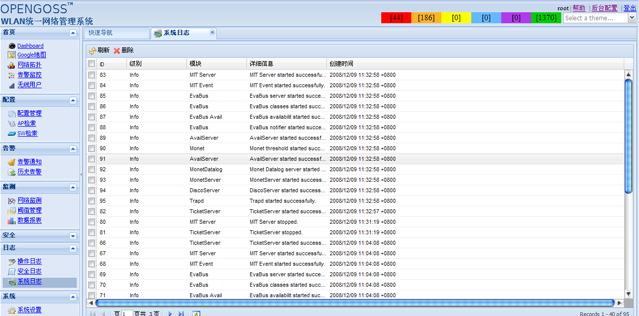 OPENGOSS™
WLAN统一网络管理系统
root | 帮助 | 后台配置 | 登出
[44] [186] [0] [0] [0] [1370] Select a theme...
首页
Dashboard
Google地图
网络拓扑
告警监控
无线用户
配置
配置管理
AP检索
SW检索
告警
告警通知
历史告警
监测
网络监测
阀值管理
数据报表
安全
日志
操作日志
安全日志
系统日志
系统
系统设置
快速导航 系统日志
刷新 删除
ID 级别 模块 详细信息 创建时间
83 Info MIT Server MIT Server started successfu... 2008/12/09 11:32:58 +0800
84 Info MIT Event MIT Event started successfully. 2008/12/09 11:32:58 +0800
85 Info EvaBus EvaBus server started succe... 2008/12/09 11:32:58 +0800
86 Info EvaBus EvaBus classes started succ... 2008/12/09 11:32:58 +0800
87 Info EvaBus Avail EvaBus availabilit started suc... 2008/12/09 11:32:58 +0800
88 Info EvaBus EvaBus notifier started succe... 2008/12/09 11:32:58 +0800
89 Info AvailServer AvailServer started successf... 2008/12/09 11:32:58 +0800
90 Info Monet Monet threshold started succ... 2008/12/09 11:32:58 +0800
91 Info AvailServer AvailServer started successf... 2008/12/09 11:32:58 +0800
92 Info MonetDatalog Monet Datalog server started ... 2008/12/09 11:32:58 +0800
93 Info MonetServer MonetServer started success... 2008/12/09 11:32:58 +0800
94 Info DiscoServer DiscoServer started success... 2008/12/09 11:32:58 +0800
95 Info Trapd Trapd started successfully. 2008/12/09 11:32:58 +0800
82 Info TicketServer TicketServer started success... 2008/12/09 11:32:57 +0800
80 Info MIT Server MIT Server stopped. 2008/12/09 11:31:19 +0800
81 Info TicketServer TicketServer stopped. 2008/12/09 11:31:19 +0800
66 Info MIT Server MIT Server started successfu... 2008/12/09 11:04:08 +0800
68 Info MIT Event MIT Event started successfully. 2008/12/09 11:04:08 +0800
69 Info EvaBus EvaBus server started succe... 2008/12/09 11:04:08 +0800
70 Info EvaBus EvaBus classes started succ... 2008/12/09 11:04:08 +0800
71 Info EvaBus Avail EvaBus availabilit started suc... 2008/12/09 11:04:08 +0800
页 1 页共 3 页
Records 1 - 40 of 95